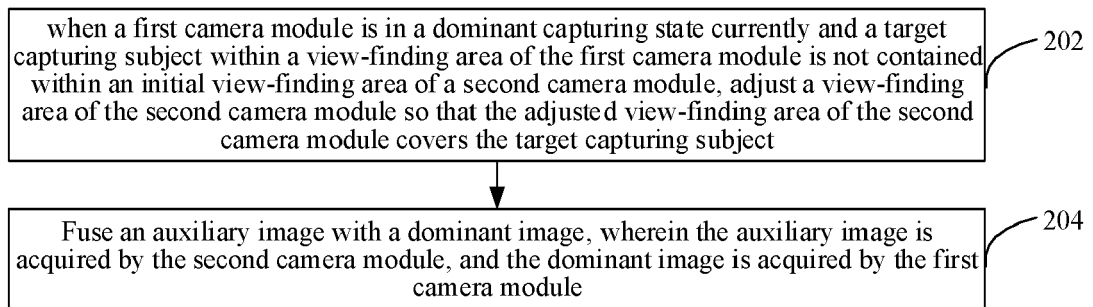 when a first camera module is in a dominant capturing state currently and a target
capturing subject within a view-finding area of the first camera module is not contained
within an initial view-finding area of a second camera module, adjust a view-finding
area of the second camera module so that the adjusted view-finding area of the second
camera module covers the target capturing subject
202
Fuse an auxiliary image with a dominant image, wherein the auxiliary image is
acquired by the second camera module, and the dominant image is acquired by the first
camera module
204